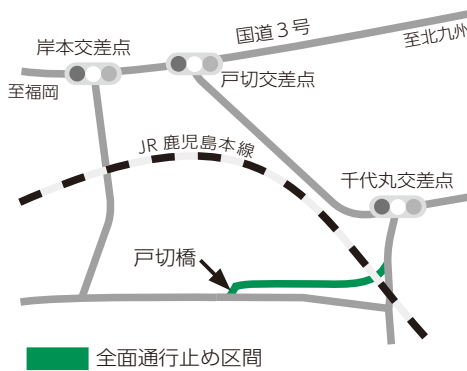 国道3号
岸本交差点
至北九州
戸切交差点
至福岡
JR 鹿児島本線
千代丸交差点
戸切橋
全面通行止め区間